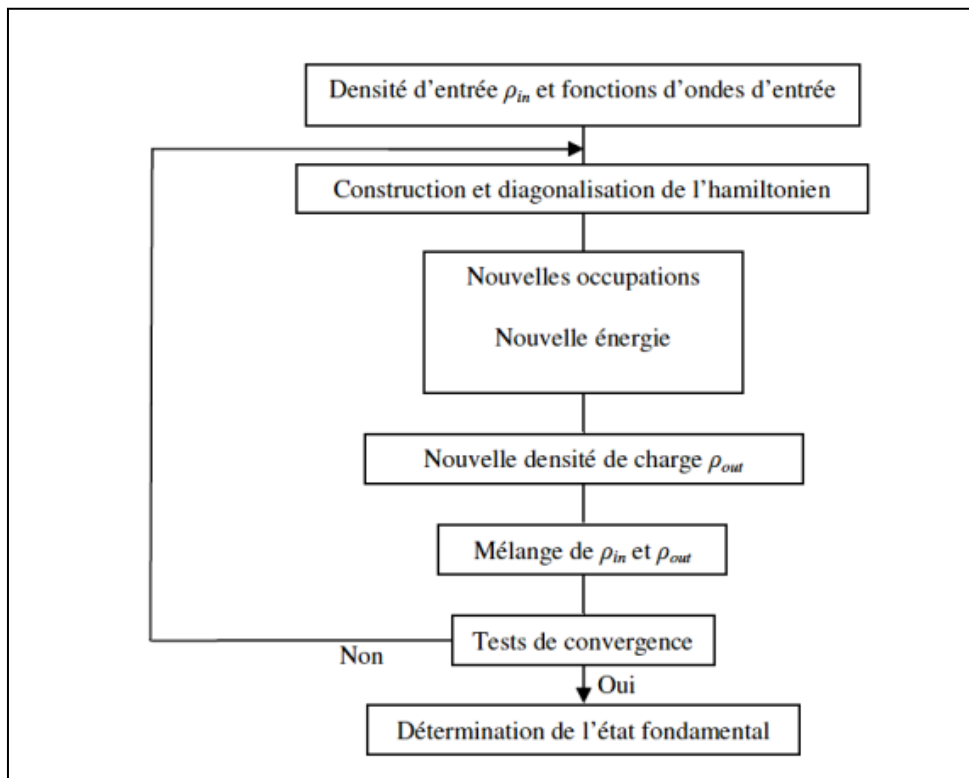 Densité d'entrée ρin et fonctions d'ondes d'entrée
Construction et diagonalisation de l'hamiltonien
Nouvelles occupations
Nouvelle énergie
Nouvelle densité de charge ρout
Mélange de ρin et ρout
Tests de convergence
Non
Oui
Détermination de l'état fondamental